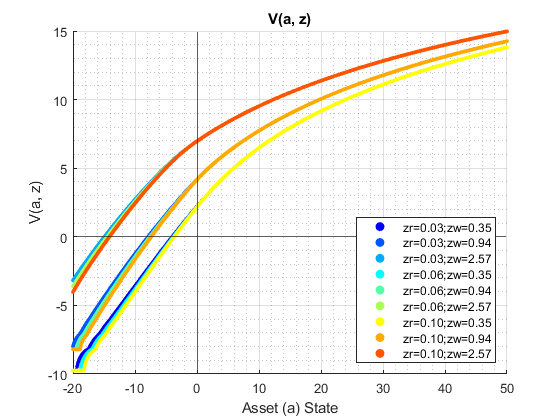 V(a, z)
15
10
5
0
-5
-10
V(a, z)
zr=0.03;zw=0.35
zr=0.03;zw=0.94
zr=0.03;zw=2.57
zr=0.06;zw=0.35
zr=0.06;zw=0.94
zr=0.06;zw=2.57
zr=0.10;zw=0.35
zr=0.10;zw=0.94
zr=0.10;zw=2.57
-20 -10 0 10 20 30 40 50
Asset (a) State